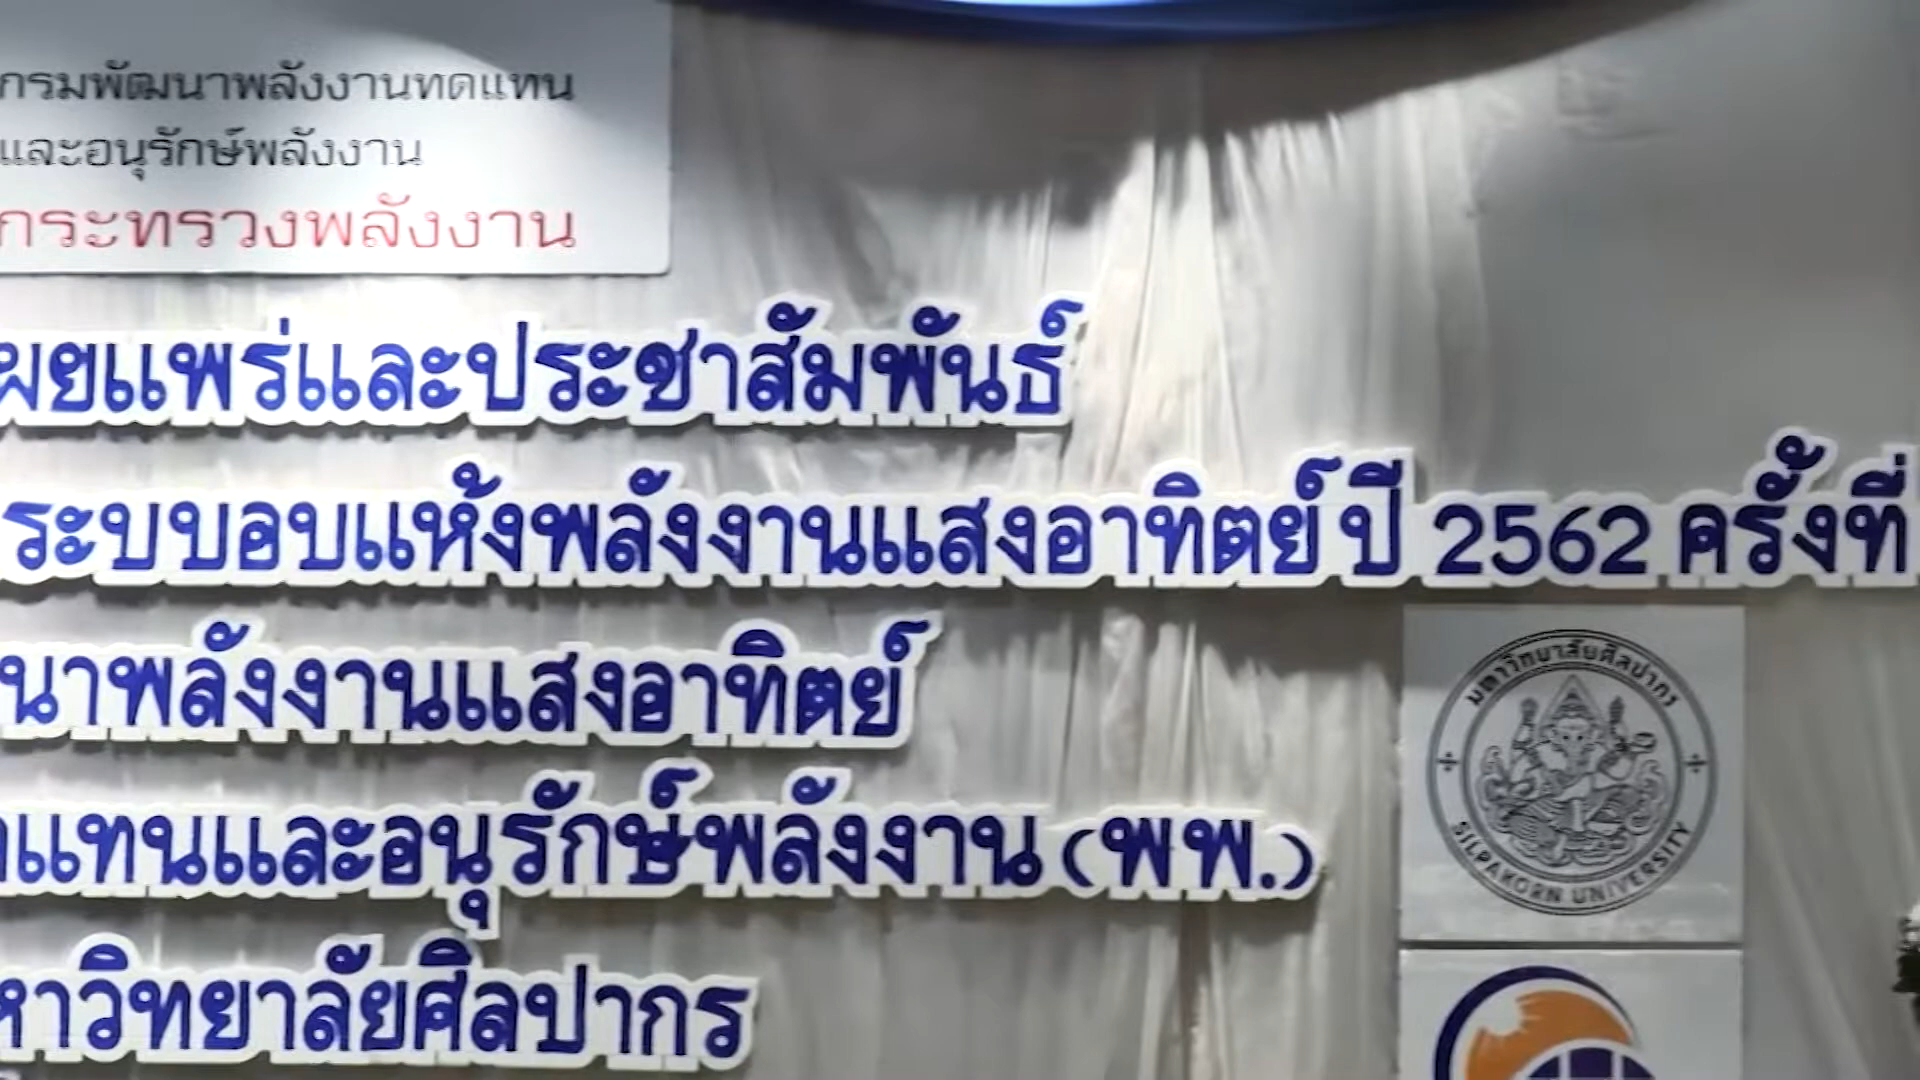 กรมพัฒนาพลังงานทดแทน
และอนุรักษ์พลังงาน
กระทรวงพลังงาน
ผยแพร่และประชาสัมพันธ์
ระบบอบแห้งพลังงานแสงอาทิตย์ ปี 2562 ครั้งที่
นาพลังงานแสงอาทิตย์
แทนและอนุรักษ์พลังงาน (พพ.)
หาวิทยาลัยศิลปากร
มหาวิทยาลัยศิลปากร
SILPAKORN UNIVERSITY